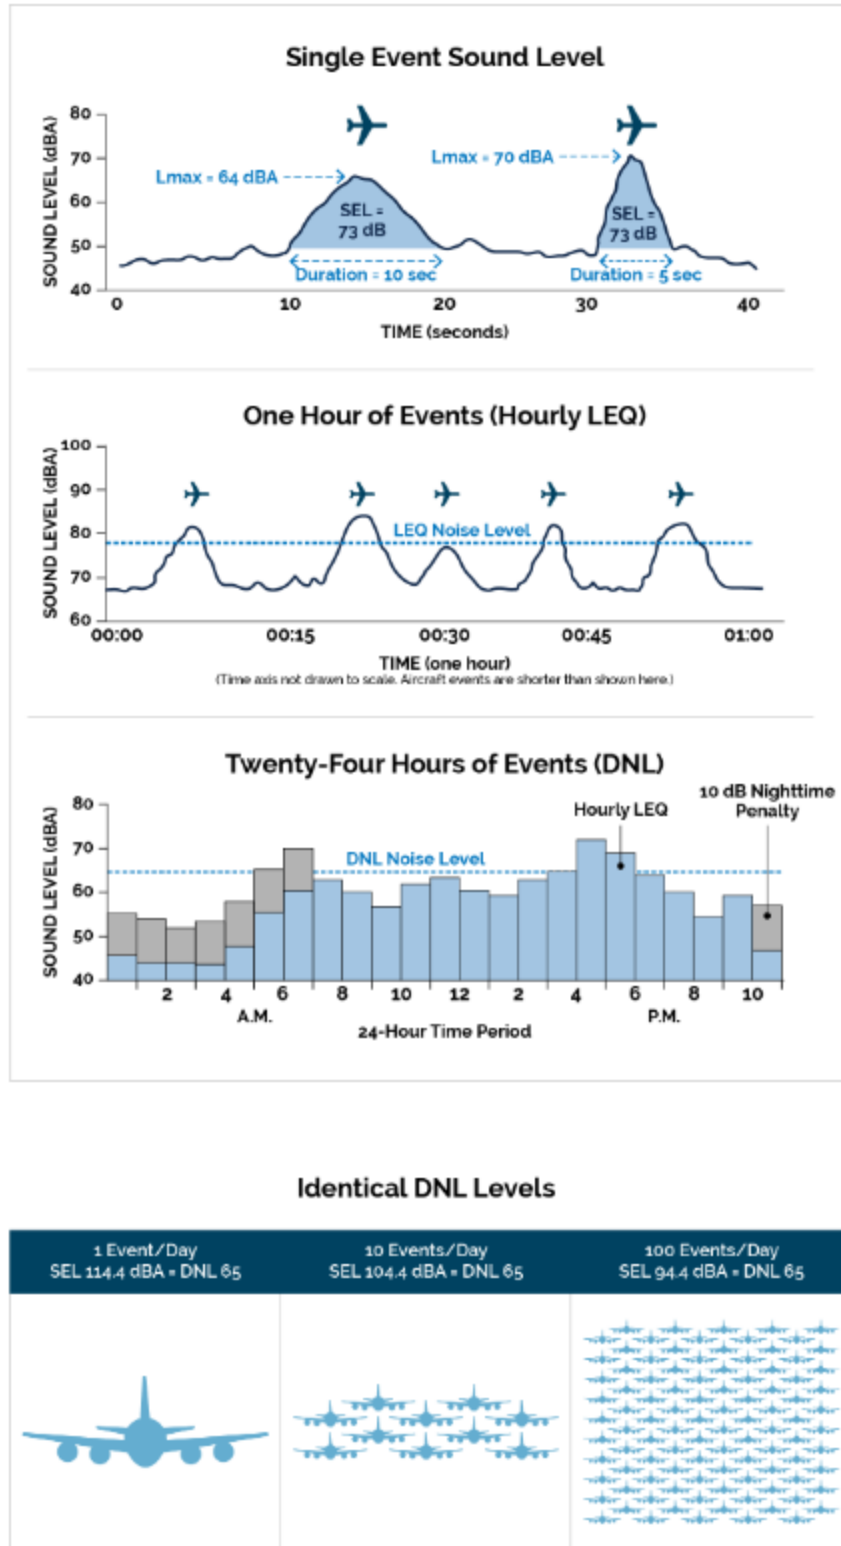 Single Event Sound Level
SOUND LEVEL (dBA)
80
70
60
50
40
Lmax = 64 dBA
Lmax = 70 dBA
SEL =
73 dB
SEL =
73 dB
Duration = 10 sec
Duration = 5 sec
0 10 20 30 40
TIME (seconds)
One Hour of Events (Hourly LEQ)
SOUND LEVEL (dBA)
100
90
80
70
60
LEQ Noise Level
00:00 00:15 00:30 00:45 01:00
TIME (one hour)
(Time axis not drawn to scale. Aircraft events are shorter than shown here.)
Twenty-Four Hours of Events (DNL)
SOUND LEVEL (dBA)
80
70
60
50
40
Hourly LEQ
10 dB Nighttime
Penalty
DNL Noise Level
2 4 6 8 10 12 2 4 6 8 10
A.M. P.M.
24-Hour Time Period
Identical DNL Levels
1 Event/Day
SEL 114.4 dBA = DNL 65
10 Events/Day
SEL 104.4 dBA = DNL 65
100 Events/Day
SEL 94.4 dBA = DNL 65